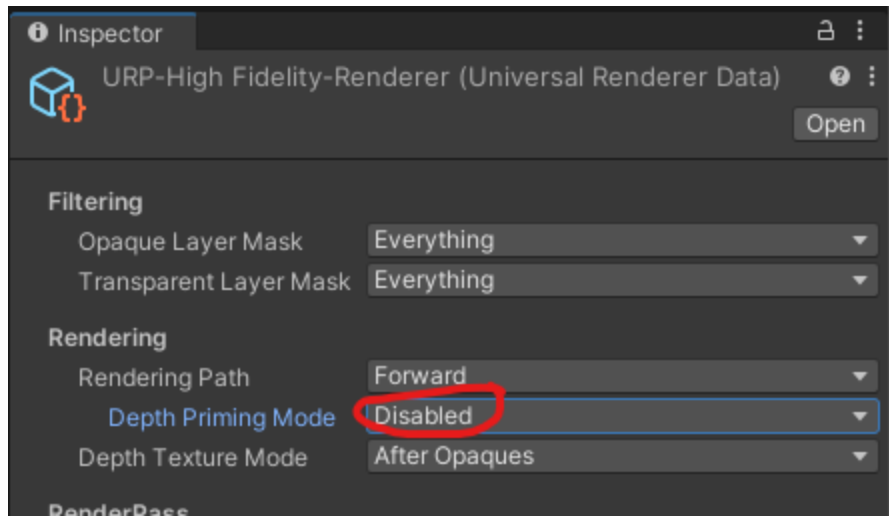 Inspector
URP-High Fidelity-Renderer (Universal Renderer Data)
Open
Filtering
Opaque Layer Mask Everything
Transparent Layer Mask Everything
Rendering
Rendering Path Forward
Depth Priming Mode Disabled
Depth Texture Mode After Opaques
RenderPass